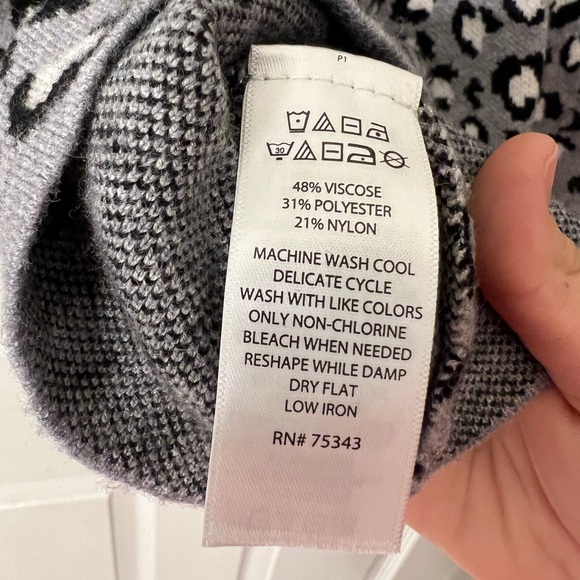 P1
30
48% VISCOSE
31% POLYESTER
21% NYLON
MACHINE WASH COOL
DELICATE CYCLE
WASH WITH LIKE COLORS
ONLY NON-CHLORINE
BLEACH WHEN NEEDED
RESHAPE WHILE DAMP
DRY FLAT
LOW IRON
RN# 75343